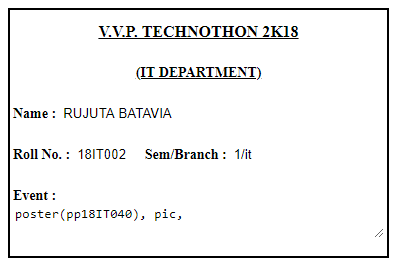 V.V.P. TECHNOTHON 2K18
(IT DEPARTMENT)
Name : RUJUTA BATAVIA
Roll No. : 18IT002 Sem/Branch : 1/it
Event :
poster(pp18IT040), pic,